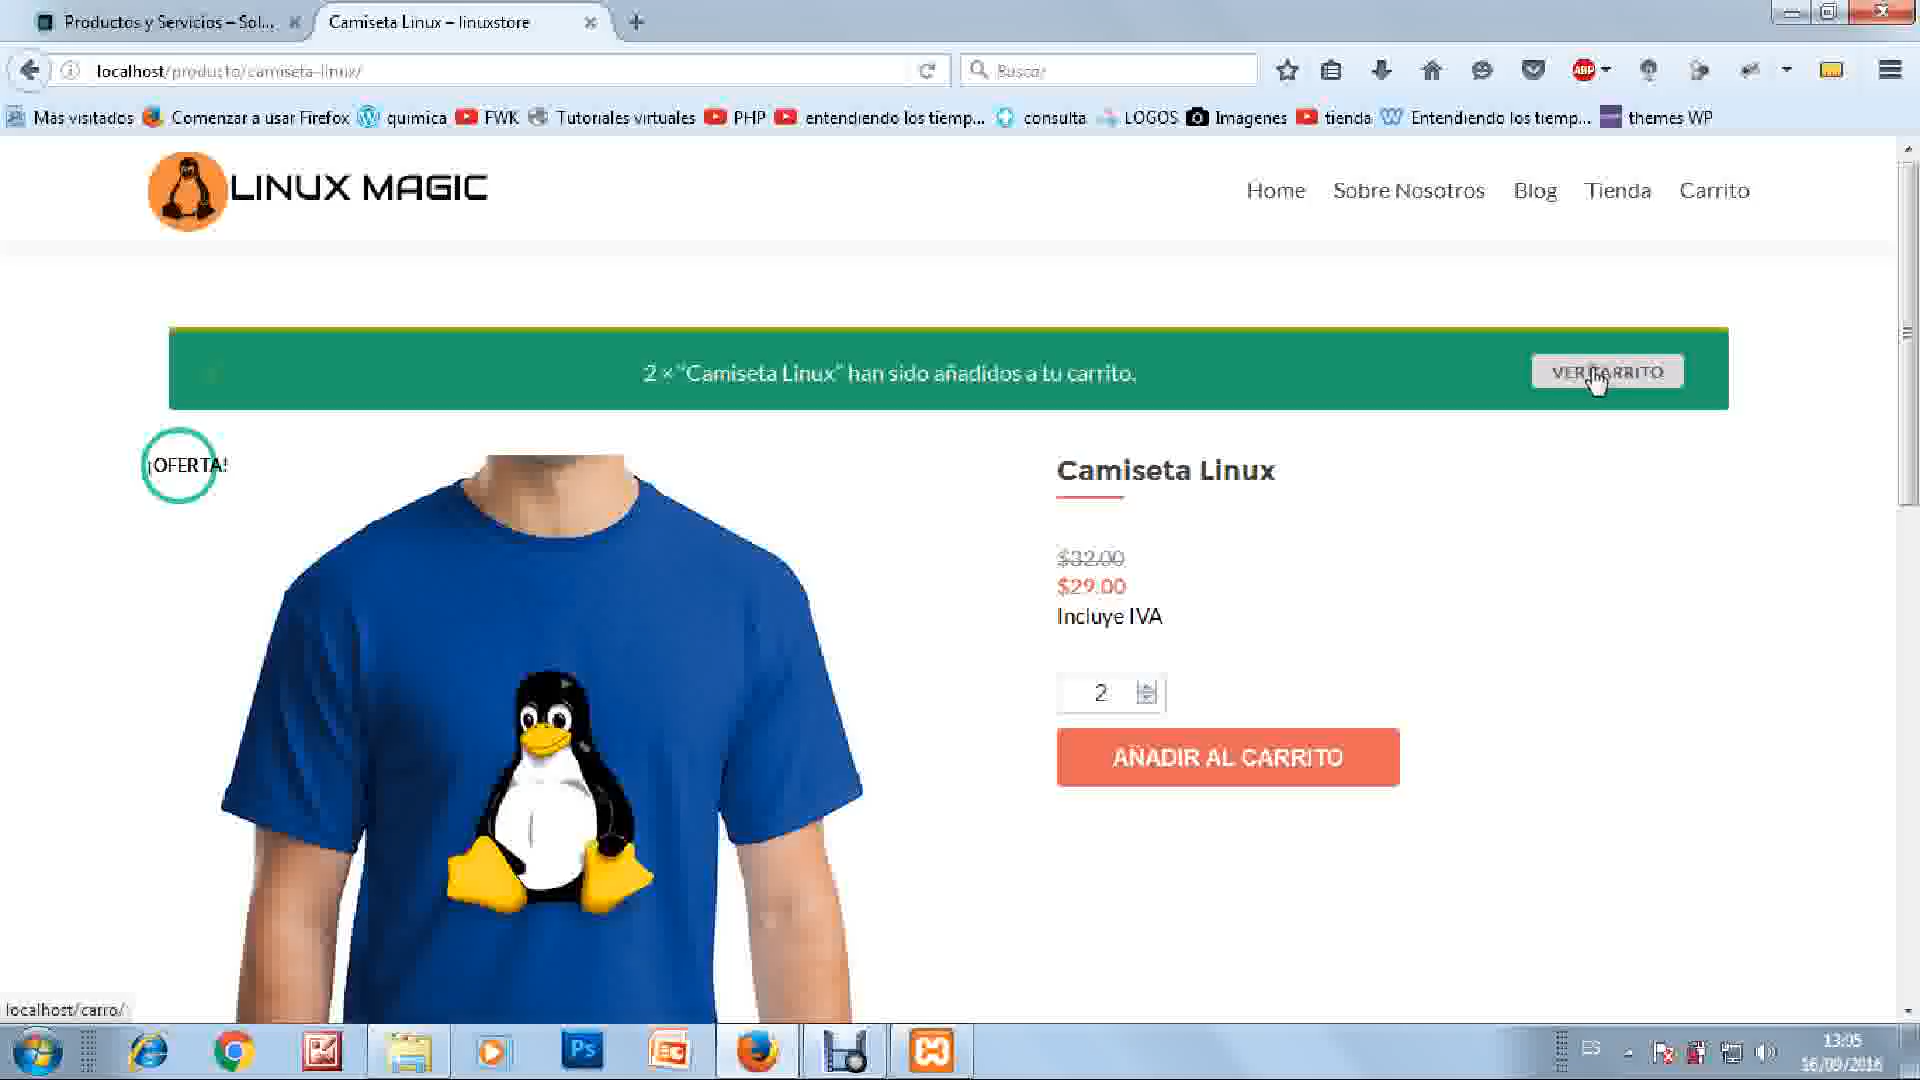 Productos y Servicios – Sol...
Camiseta Linux – linuxstore
localhost/producto/camiseta-linux/
Buscar
ABP
Más visitados
Comenzar a usar Firefox
quimica
FWK
Tutoriales virtuales
PHP
entendiendo los tiemp...
consulta
LOGOS
Imagenes
tienda
Entendiendo los tiemp...
themes WP
LINUX MAGIC
Home
Sobre Nosotros
Blog
Tienda
Carrito
2 × “Camiseta Linux” han sido añadidos a tu carrito.
VER CARRITO
¡OFERTA!
Camiseta Linux
$32.00
$29.00
Incluye IVA
2
AÑADIR AL CARRITO
localhost/carro/
Ps
ES
13:05
16/09/2016